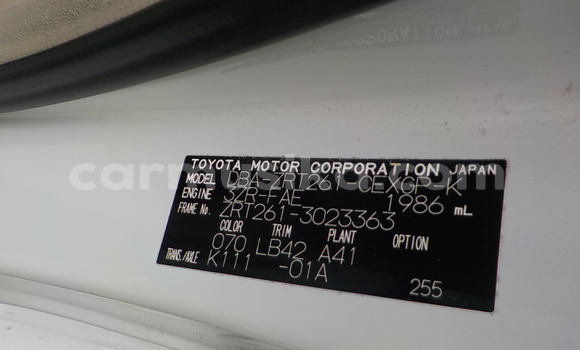 TOYOTA MOTOR CORPORATION JAPAN
MODEL DBA-ZRT261
ENGINE 3ZR-FAE 1986 mL
FRAME No. ZRT261-3023363
COLOR TRIM PLANT OPTION
070 LB42 A41
TRANS./AXLE K111 -01A
255